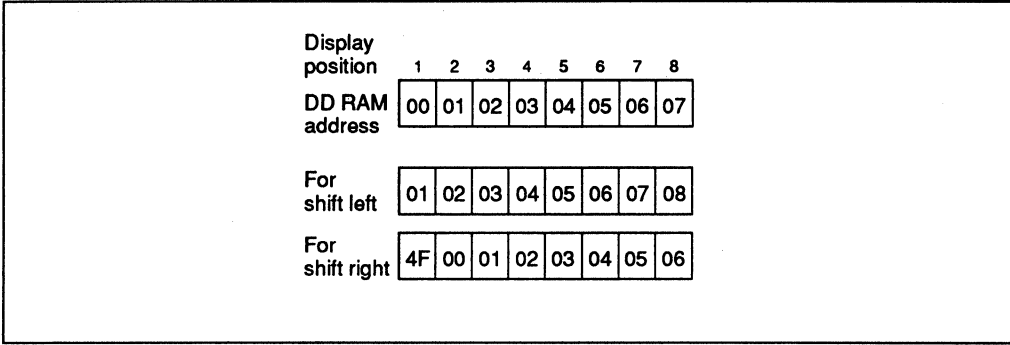 Display
position 1 2 3 4 5 6 7 8
DD RAM
address 00 01 02 03 04 05 06 07
For
shift left 01 02 03 04 05 06 07 08
For
shift right 4F 00 01 02 03 04 05 06